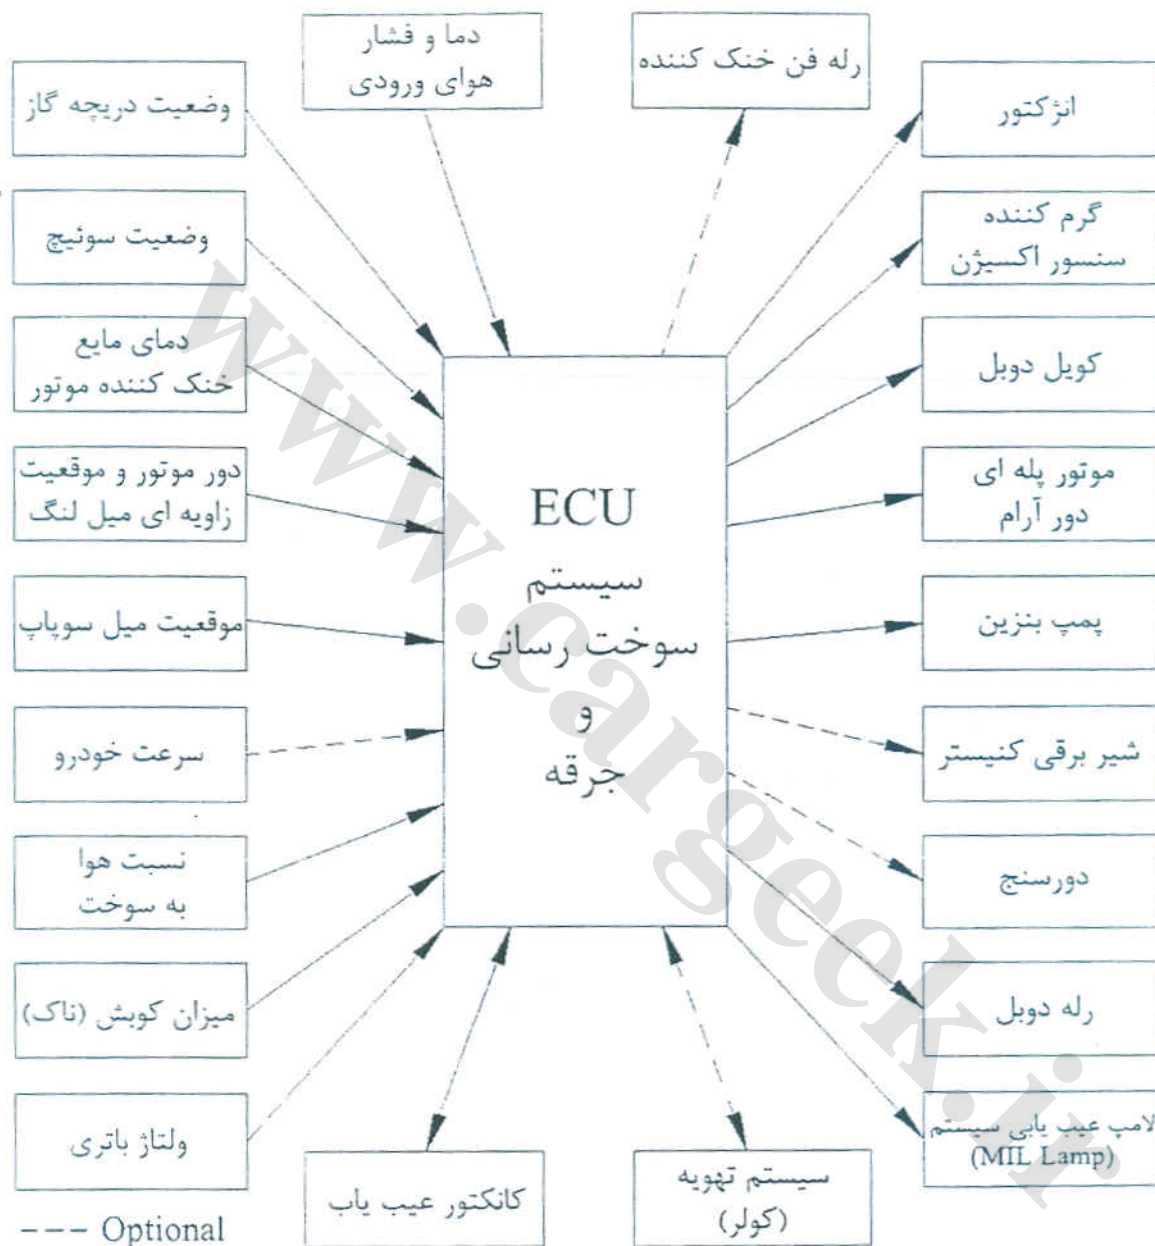 دما و فشار
هوای ورودی
رله فن خنک کننده
وضعیت دریچه گاز
انژکتور
وضعیت سوئیچ
گرم کننده
سنسور اکسیژن
دمای مایع
خنک کننده موتور
کویل دوبل
دور موتور و موقعیت
زاویه ای میل لنگ
موتور پله ای
دور آرام
موقعیت میل سوپاپ
پمپ بنزین
سرعت خودرو
شیر برقی کنیستر
نسبت هوا
به سوخت
دورسنج
میزان کوبش (ناک)
رله دوبل
ولتاژ باتری
لامپ عیب یابی سیستم
(MIL Lamp)
ECU
سیستم
سوخت رسانی
و
جرقه
کانکتور عیب یاب
سیستم تهویه
(کولر)
--- Optional
www.cargeek.ir